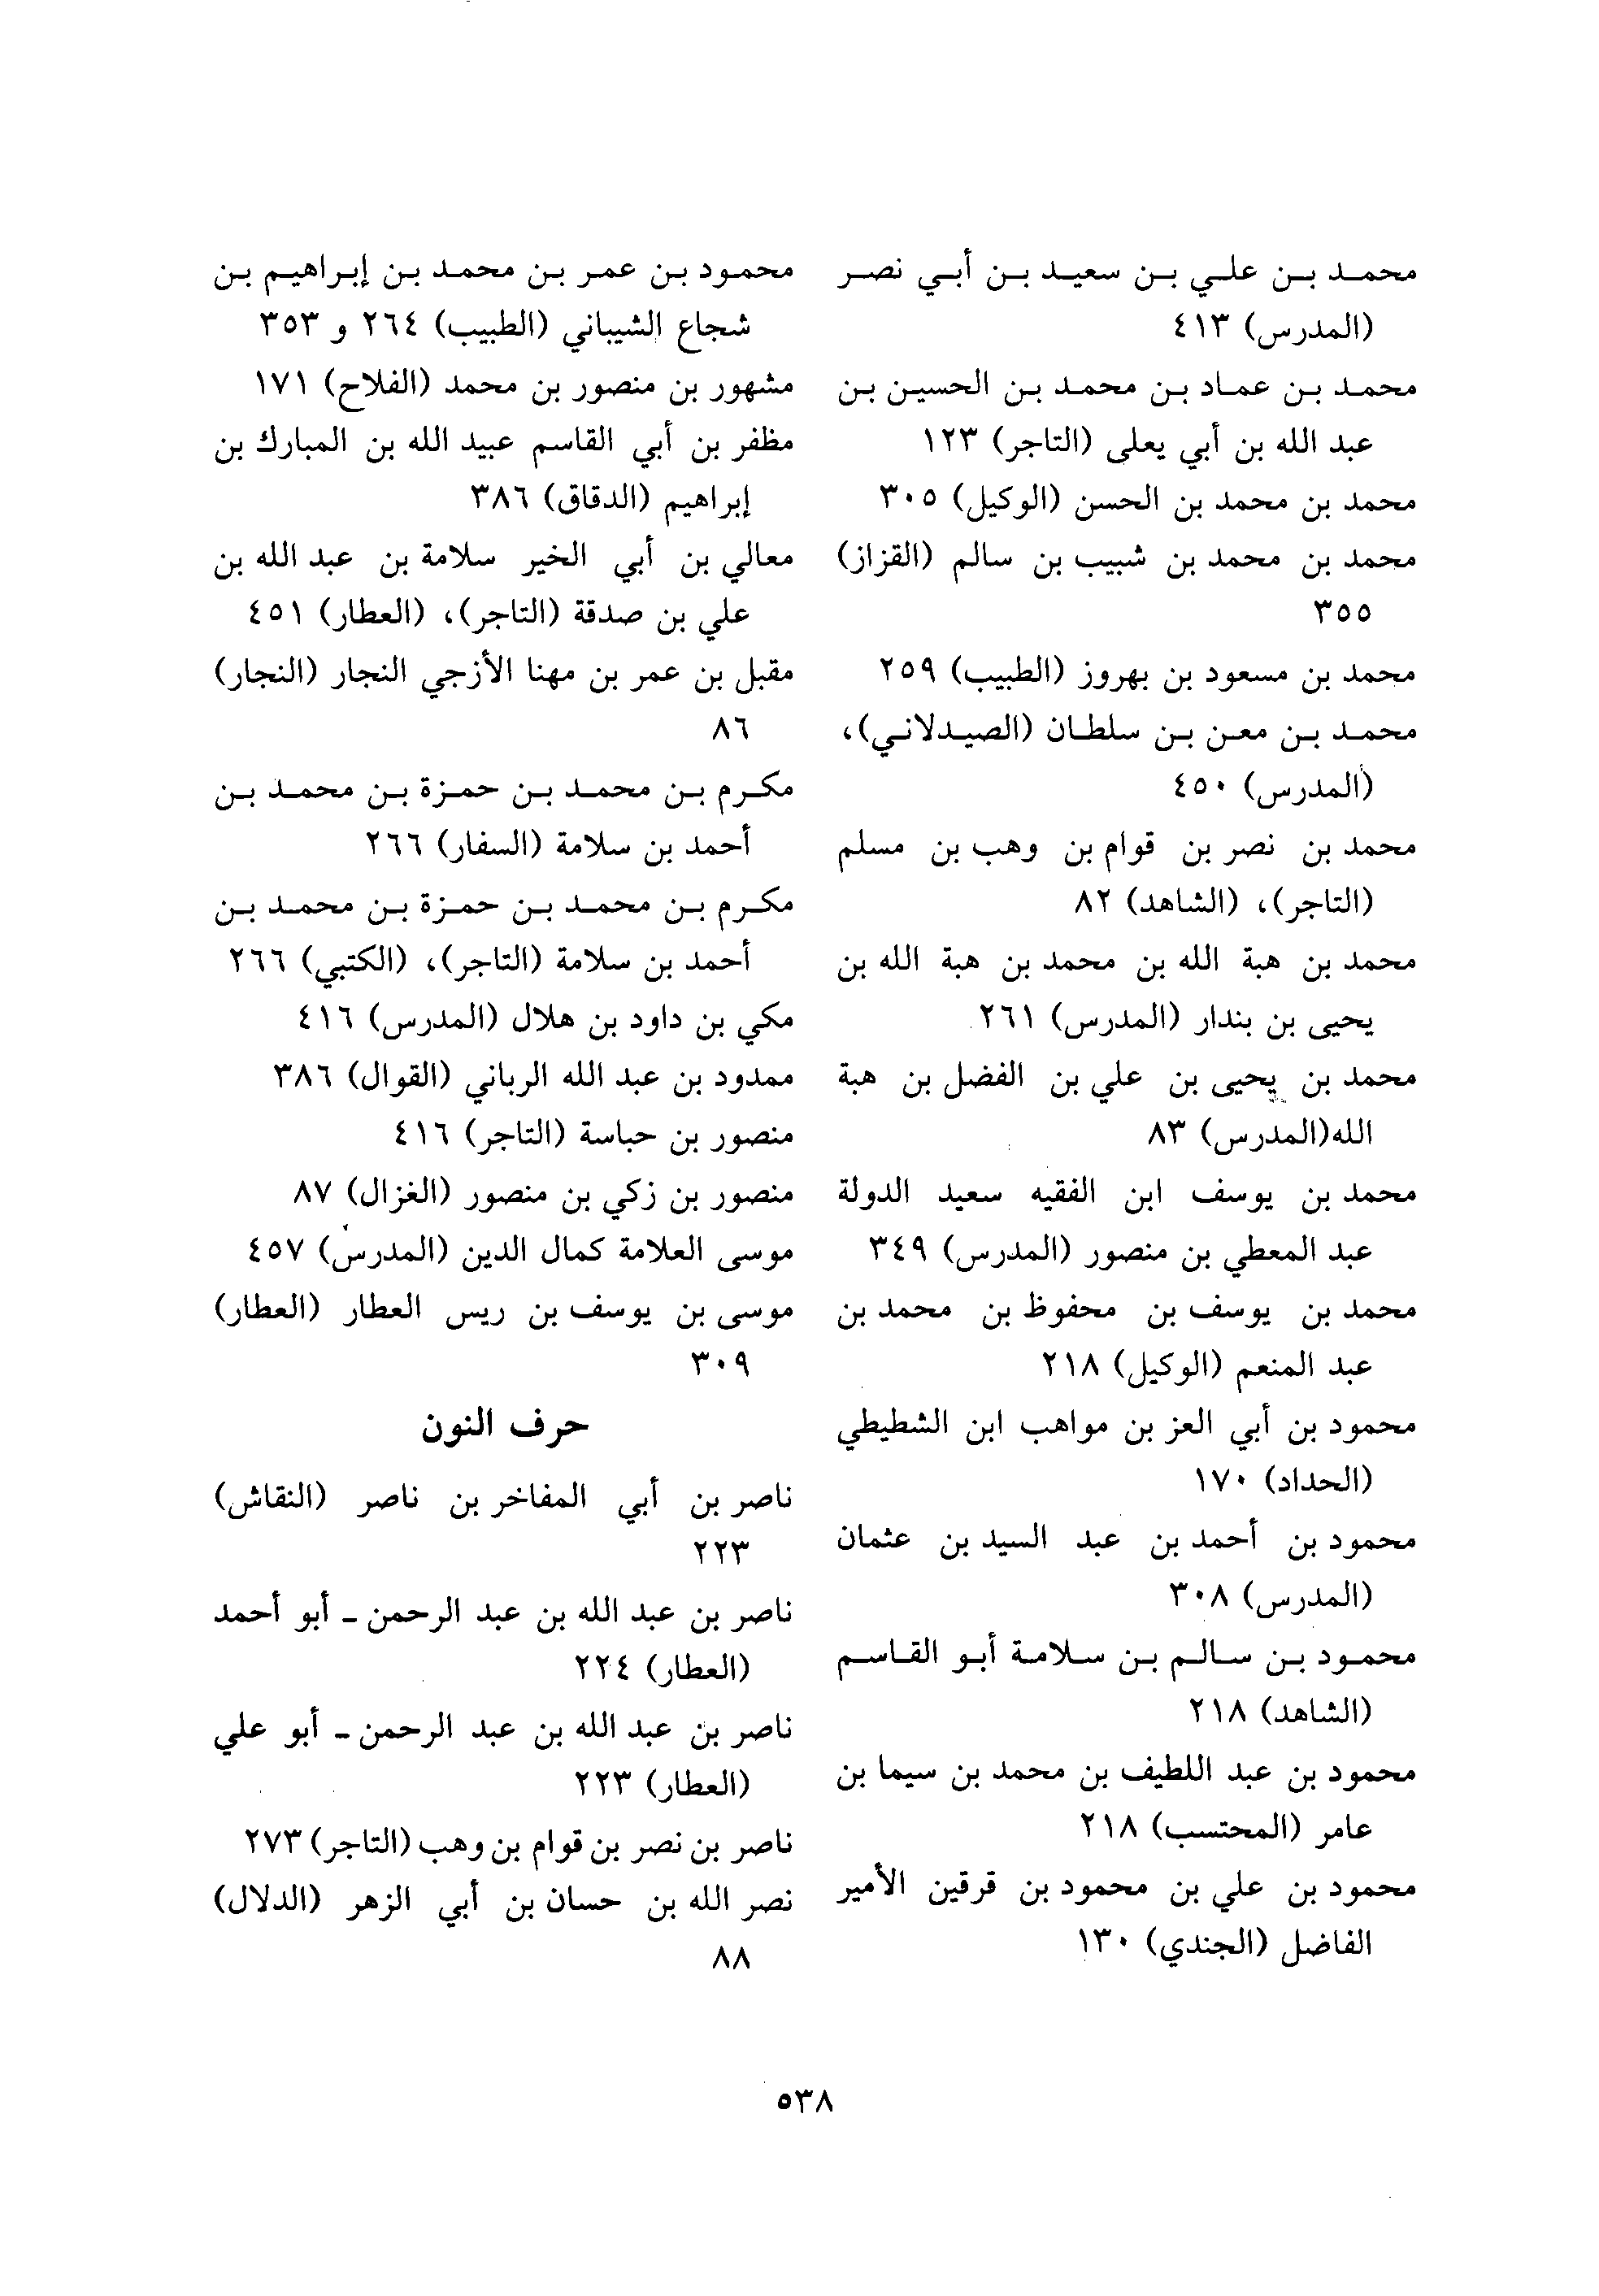 محمد بن علي بن سعيد بن أبي نصر
(المدرس) ٤١٣
محمد بن عماد بن محمد بن الحسين بن
عبد الله بن أبي يعلى (التاجر) ١٢٣
محمد بن محمد بن الحسن (الوكيل) ٣٠٥
محمد بن محمد بن شبيب بن سالم (القزاز)
٣٥٥
محمد بن مسعود بن بهروز (الطبيب) ٢٥٩
محمد بن معن بن سلطان (الصيدلاني)،
(المدرس) ٤٥٠
محمد بن نصر بن قوام بن وهب بن مسلم
(التاجر)، (الشاهد) ٨٢
محمد بن هبة الله بن محمد بن هبة الله بن
يحيى بن بندار (المدرس) ٢٦١
محمد بن يحيى بن علي بن الفضل بن هبة
الله(المدرس) ٨٣
محمد بن يوسف ابن الفقيه سعيد الدولة
عبد المعطي بن منصور (المدرس) ٣٤٩
محمد بن يوسف بن محفوظ بن محمد بن
عبد المنعم (الوكيل) ٢١٨
محمود بن أبي العز بن مواهب ابن الشطيطي
(الحداد) ١٧٠
محمود بن أحمد بن عبد السيد بن عثمان
(المدرس) ٣٠٨
محمود بن سالم بن سلامة أبو القاسم
(الشاهد) ٢١٨
محمود بن عبد اللطيف بن محمد بن سيما بن
عامر (المحتسب) ٢١٨
محمود بن علي بن محمود بن قرقين الأمير
الفاضل (الجندي) ١٣٠
محمود بن عمر بن محمد بن إبراهيم بن
شجاع الشيباني (الطبيب) ٢٦٤ و ٣٥٣
مشهور بن منصور بن محمد (الفلاح) ١٧١
مظفر بن أبي القاسم عبيد الله بن المبارك بن
إبراهيم (الدقاق) ٣٨٦
معالي بن أبي الخير سلامة بن عبد الله بن
علي بن صدقة (التاجر)، (العطار) ٤٥١
مقبل بن عمر بن مهنا الأزجي النجار (النجار)
٨٦
مكرم بن محمد بن حمزة بن محمد بن
أحمد بن سلامة (السفار) ٢٦٦
مكرم بن محمد بن حمزة بن محمد بن
أحمد بن سلامة (التاجر)، (الكتبي) ٢٦٦
مكي بن داود بن هلال (المدرس) ٤١٦
ممدود بن عبد الله الرباني (القوال) ٣٨٦
منصور بن حباسة (التاجر) ٤١٦
منصور بن زكي بن منصور (الغزال) ٨٧
موسى العلامة كمال الدين (المدرس) ٤٥٧
موسى بن يوسف بن ريس العطار (العطار)
٣٠٩
حرف النون
ناصر بن أبي المفاخر بن ناصر (النقاش)
٢٢٣
ناصر بن عبد الله بن عبد الرحمن ـ أبو أحمد
(العطار) ٢٢٤
ناصر بن عبد الله بن عبد الرحمن ـ أبو علي
(العطار) ٢٢٣
ناصر بن نصر بن قوام بن وهب (التاجر) ٢٧٣
نصر الله بن حسان بن أبي الزهر (الدلال)
٨٨
٥٣٨